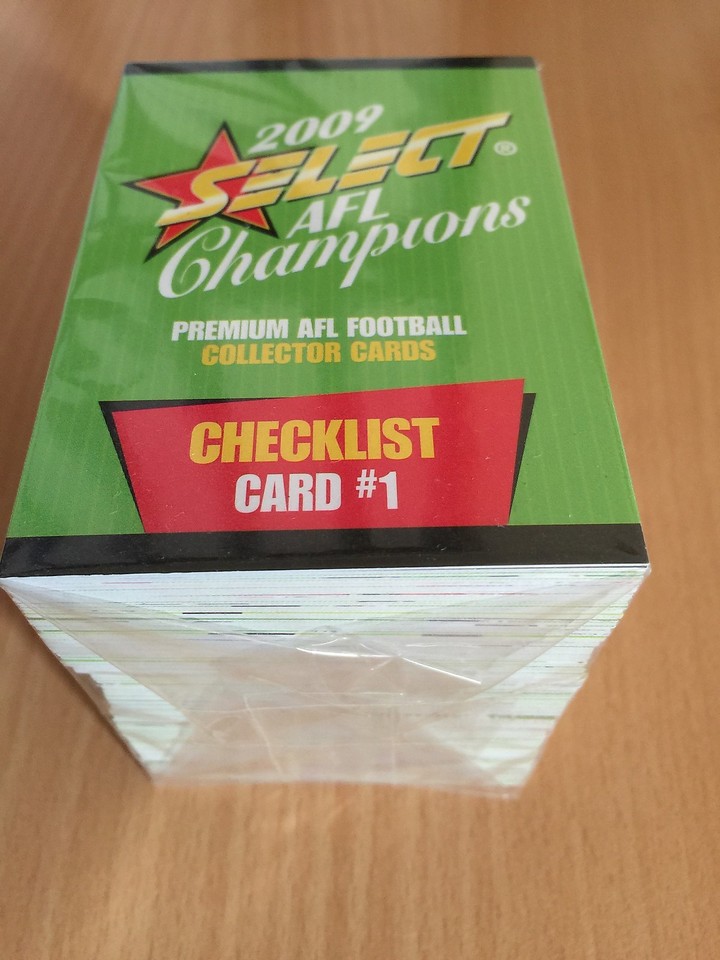 2009
SELECT®
AFL
Champions
PREMIUM AFL FOOTBALL
COLLECTOR CARDS
CHECKLIST
CARD #1